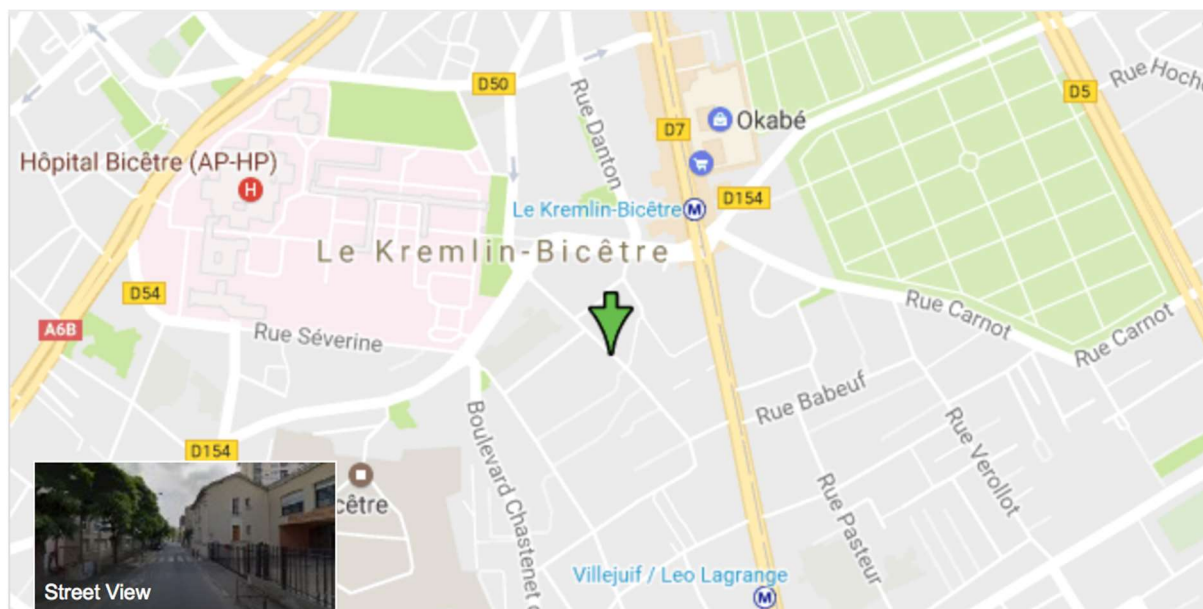 D50
Rue Danton
D7
Okabé
D5
Rue Hoche
Hôpital Bicêtre (AP-HP)
H
Le Kremlin-Bicêtre
M
D154
Le Kremlin-Bicêtre
D54
A6B
Rue Séverine
Rue Carnot
Rue Carnot
Rue Babeuf
D154
Boulevard Chastenet d
Rue Verollot
Rue Pasteur
cêtre
Villejuif / Leo Lagrange
M
Street View